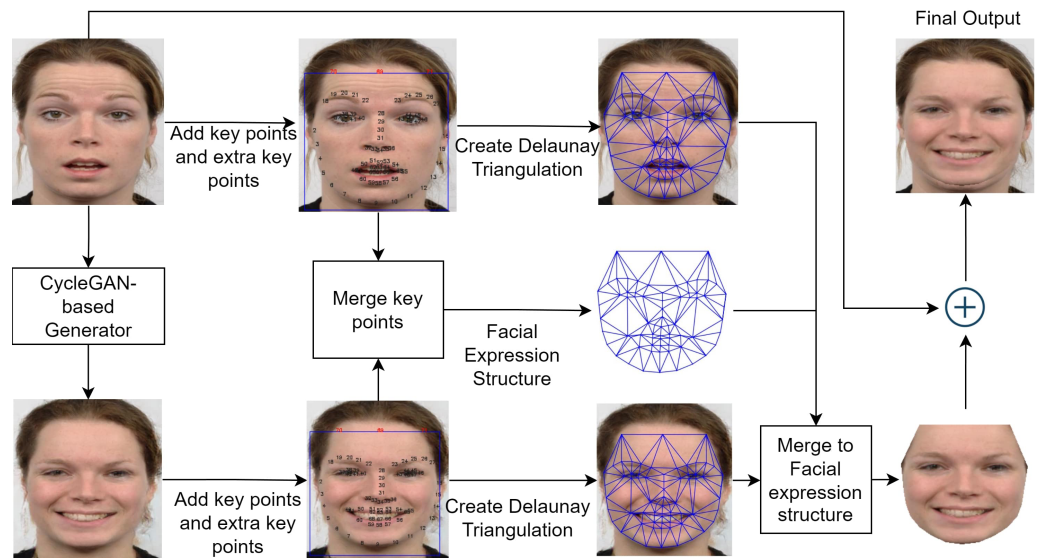 Final Output
Add key points
and extra key
points
Create Delaunay
Triangulation
CycleGAN-
based
Generator
Merge key
points
Facial
Expression
Structure
Add key points
and extra key
points
Create Delaunay
Triangulation
Merge to
Facial
expression
structure